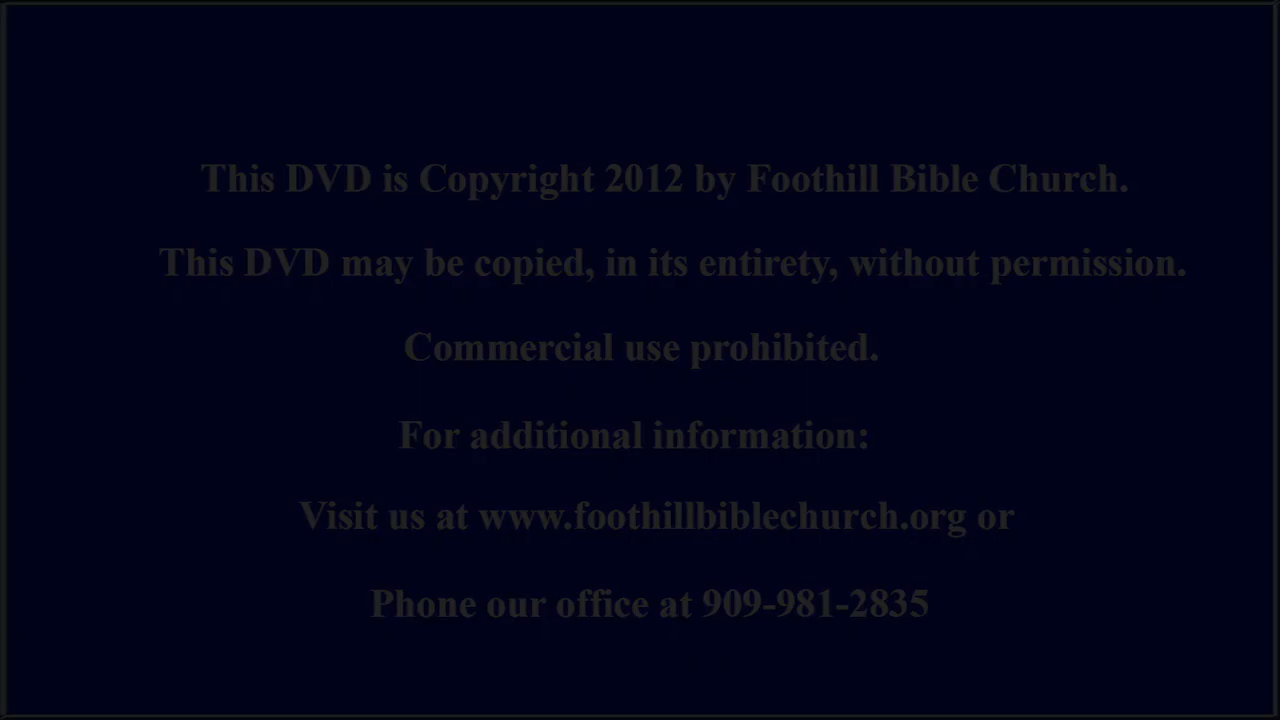 This DVD is Copyright 2012 by Foothill Bible Church.
This DVD may be copied, in its entirety, without permission.
Commercial use prohibited.
For additional information:
Visit us at www.foothillbiblechurch.org or
Phone our office at 909-981-2835